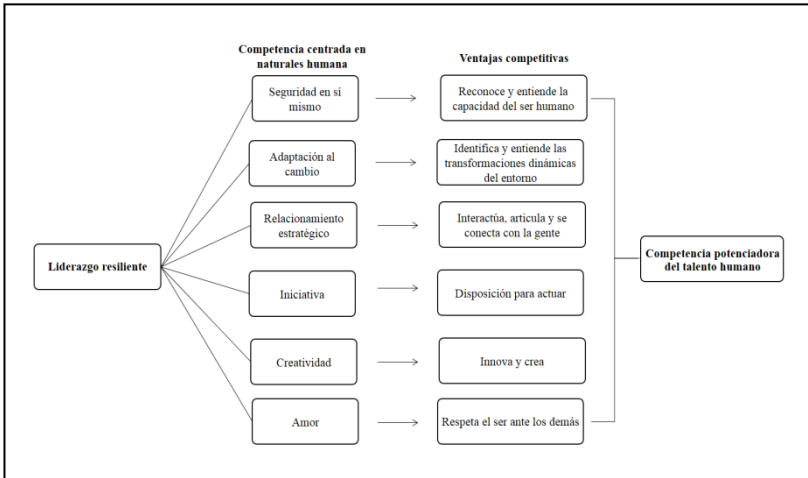 Competencia centrada en
naturales humana
Ventajas competitivas
Seguridad en sí
mismo
Reconoce y entiende la
capacidad del ser humano
Adaptación al
cambio
Identifica y entiende las
transformaciones dinámicas
del entorno
Relacionamiento
estratégico
Interactúa, articula y se
conecta con la gente
Liderazgo resiliente
Competencia potenciadora
del talento humano
Iniciativa
Disposición para actuar
Creatividad
Innova y crea
Amor
Respeta el ser ante los demás